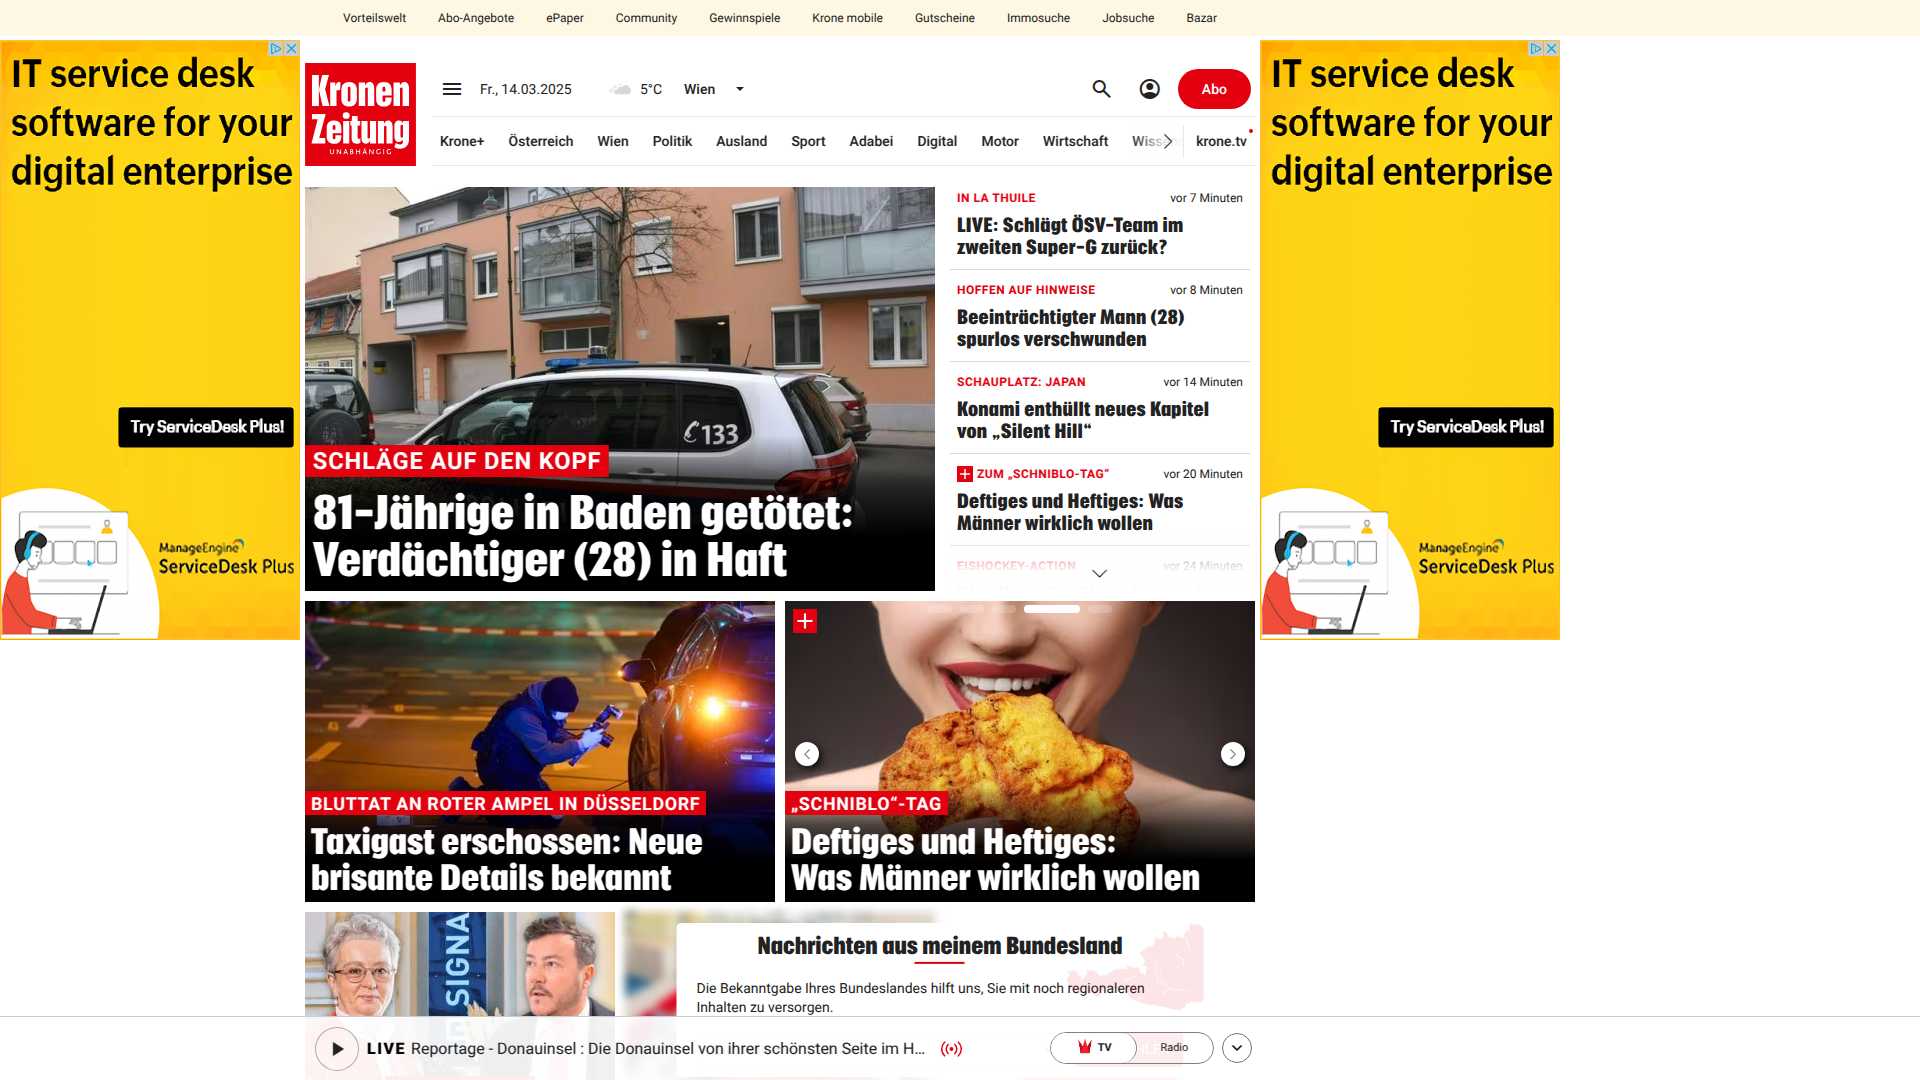 Vorteilswelt Abo-Angebote ePaper Community Gewinnspiele Krone mobile Gutscheine Immosuche Jobsuche Bazar
IT service desk
software for your
digital enterprise
Try ServiceDesk Plus!
ManageEngine
ServiceDesk Plus
Kronen
Zeitung
UNABHÄNGIG
Fr., 14.03.2025 5°C Wien Abo
Krone+ Österreich Wien Politik Ausland Sport Adabei Digital Motor Wirtschaft krone.tv
133
SCHLÄGE AUF DEN KOPF
81-Jährige in Baden getötet:
Verdächtiger (28) in Haft
IN LA THUILE vor 7 Minuten
LIVE: Schlägt ÖSV-Team im
zweiten Super-G zurück?
HOFFEN AUF HINWEISE vor 8 Minuten
Beeinträchtigter Mann (28)
spurlos verschwunden
SCHAUPLATZ: JAPAN vor 14 Minuten
Konami enthüllt neues Kapitel
von „Silent Hill“
ZUM „SCHNIBLO-TAG“ vor 20 Minuten
Deftiges und Heftiges: Was
Männer wirklich wollen
EISHOCKEY-ACTION vor 24 Minuten
IT service desk
software for your
digital enterprise
Try ServiceDesk Plus!
ManageEngine
ServiceDesk Plus
BLUTTAT AN ROTER AMPEL IN DÜSSELDORF
Taxigast erschossen: Neue
brisante Details bekannt
„SCHNIBLO“-TAG
Deftiges und Heftiges:
Was Männer wirklich wollen
SIGNA
Nachrichten aus meinem Bundesland
Die Bekanntgabe Ihres Bundeslandes hilft uns, Sie mit noch regionaleren
Inhalten zu versorgen.
LIVE Reportage - Donauinsel : Die Donauinsel von ihrer schönsten Seite im H... TV Radio